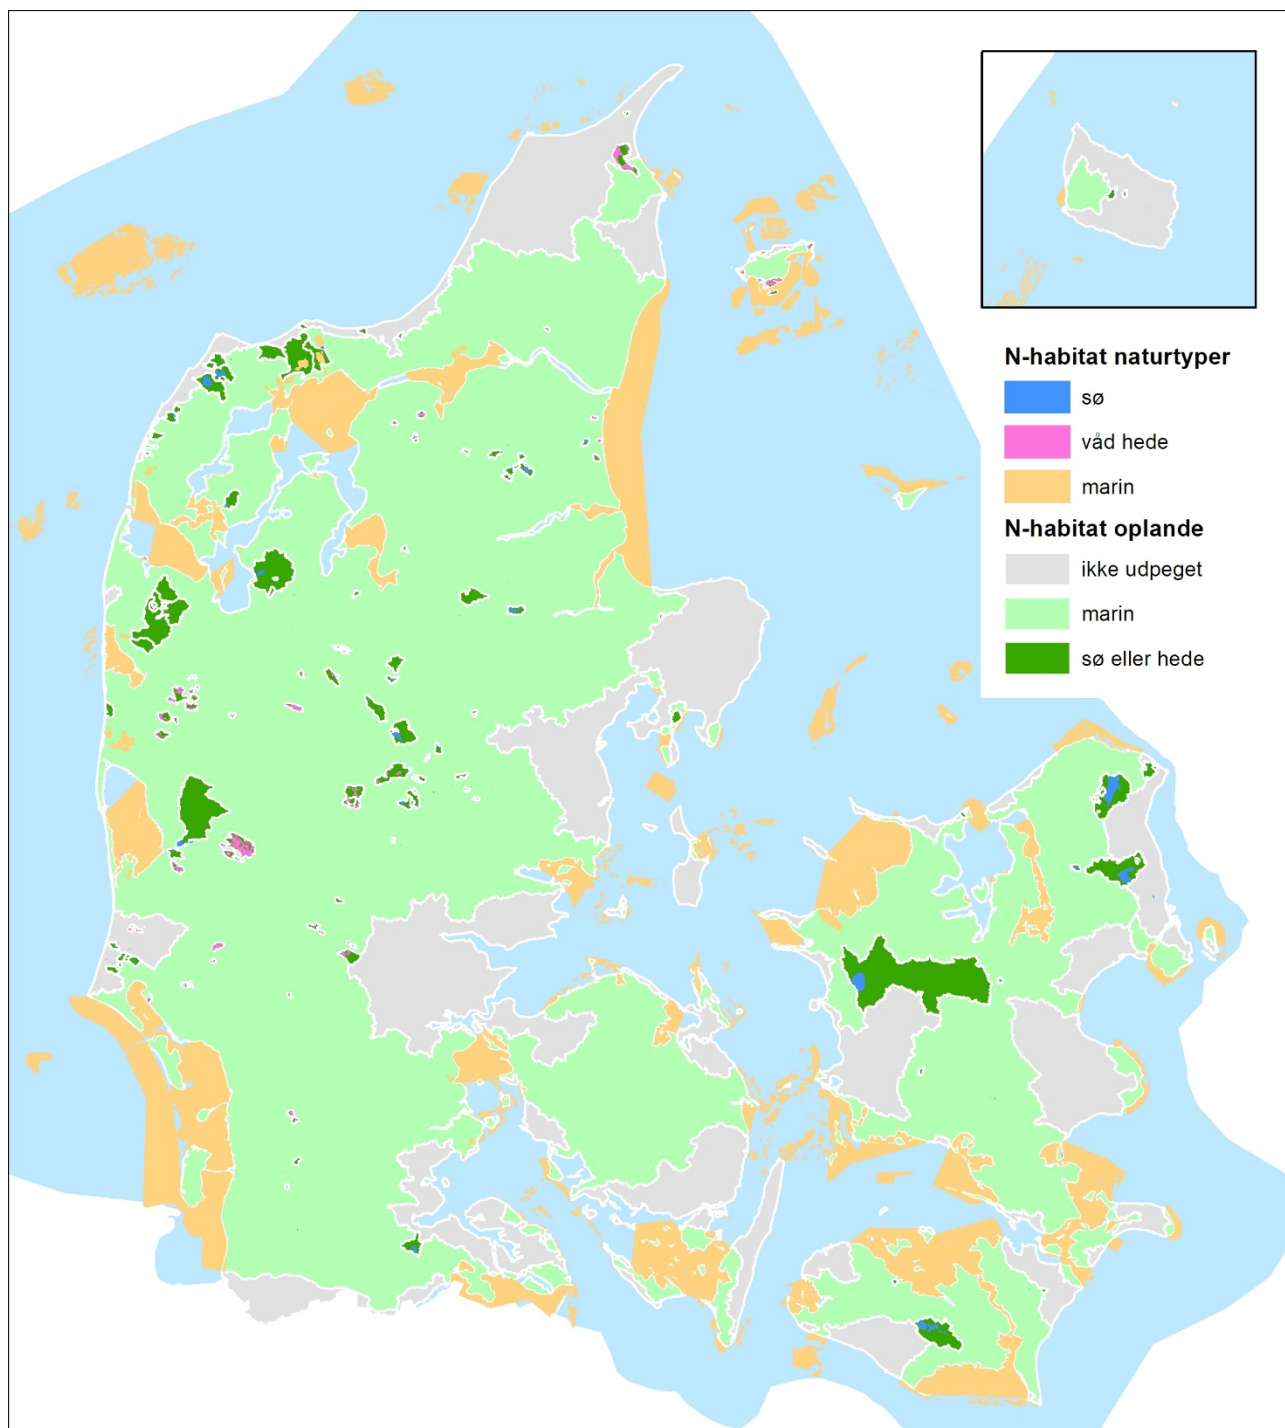 N-habitat naturtyper
sø
våd hede
marin
N-habitat oplande
ikke udpeget
marin
sø eller hede